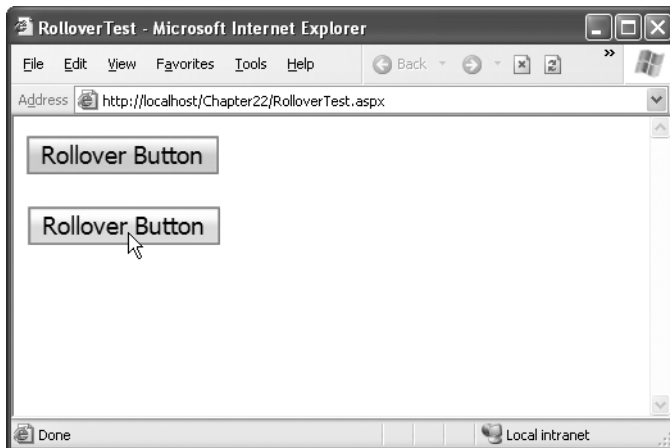 RolloverTest - Microsoft Internet Explorer
File Edit View Favorites Tools Help Back »
Address http://localhost/Chapter22/RolloverTest.aspx
Rollover Button
Rollover Button
Done Local intranet